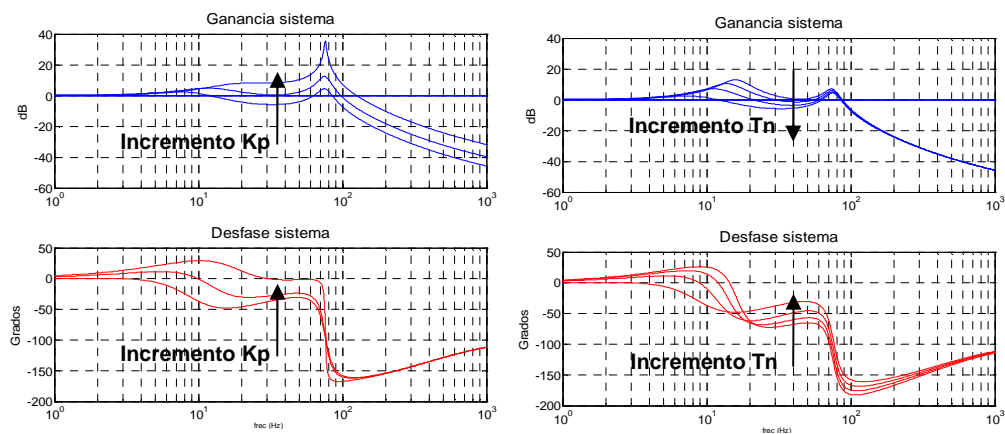 Ganancia sistema
40
20
0
-20
-40
-60
dB
Incremento Kp
10^0
10^1
10^2
10^3
Desfase sistema
50
0
-50
-100
-150
-200
Grados
Incremento Kp
10^0
10^1
10^2
10^3
frec (Hz)
Ganancia sistema
40
20
0
-20
-40
-60
dB
Incremento Tn
10^0
10^1
10^2
10^3
Desfase sistema
50
0
-50
-100
-150
-200
Grados
Incremento Tn
10^0
10^1
10^2
10^3
frec (Hz)